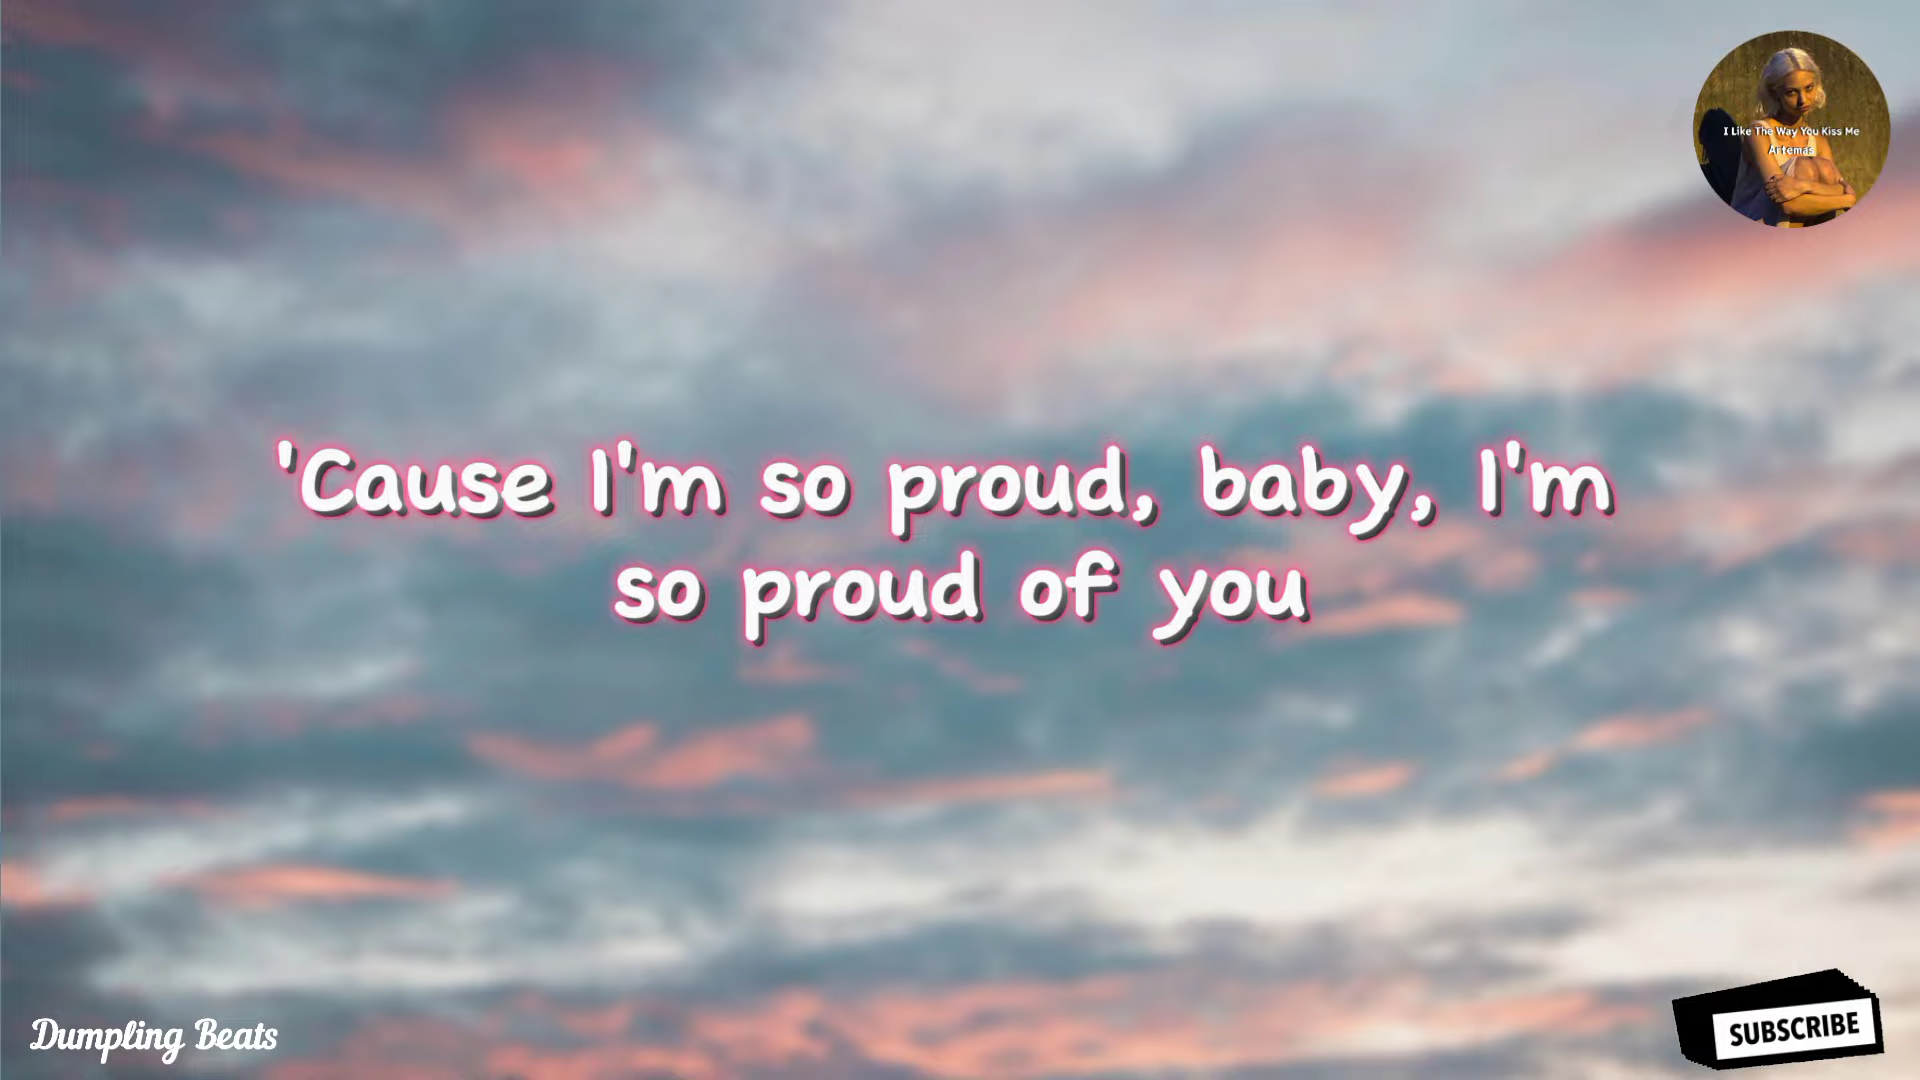 I Like The Way You Kiss Me
Artemas
'Cause I'm so proud, baby, I'm
so proud of you
Dumpling Beats
SUBSCRIBE